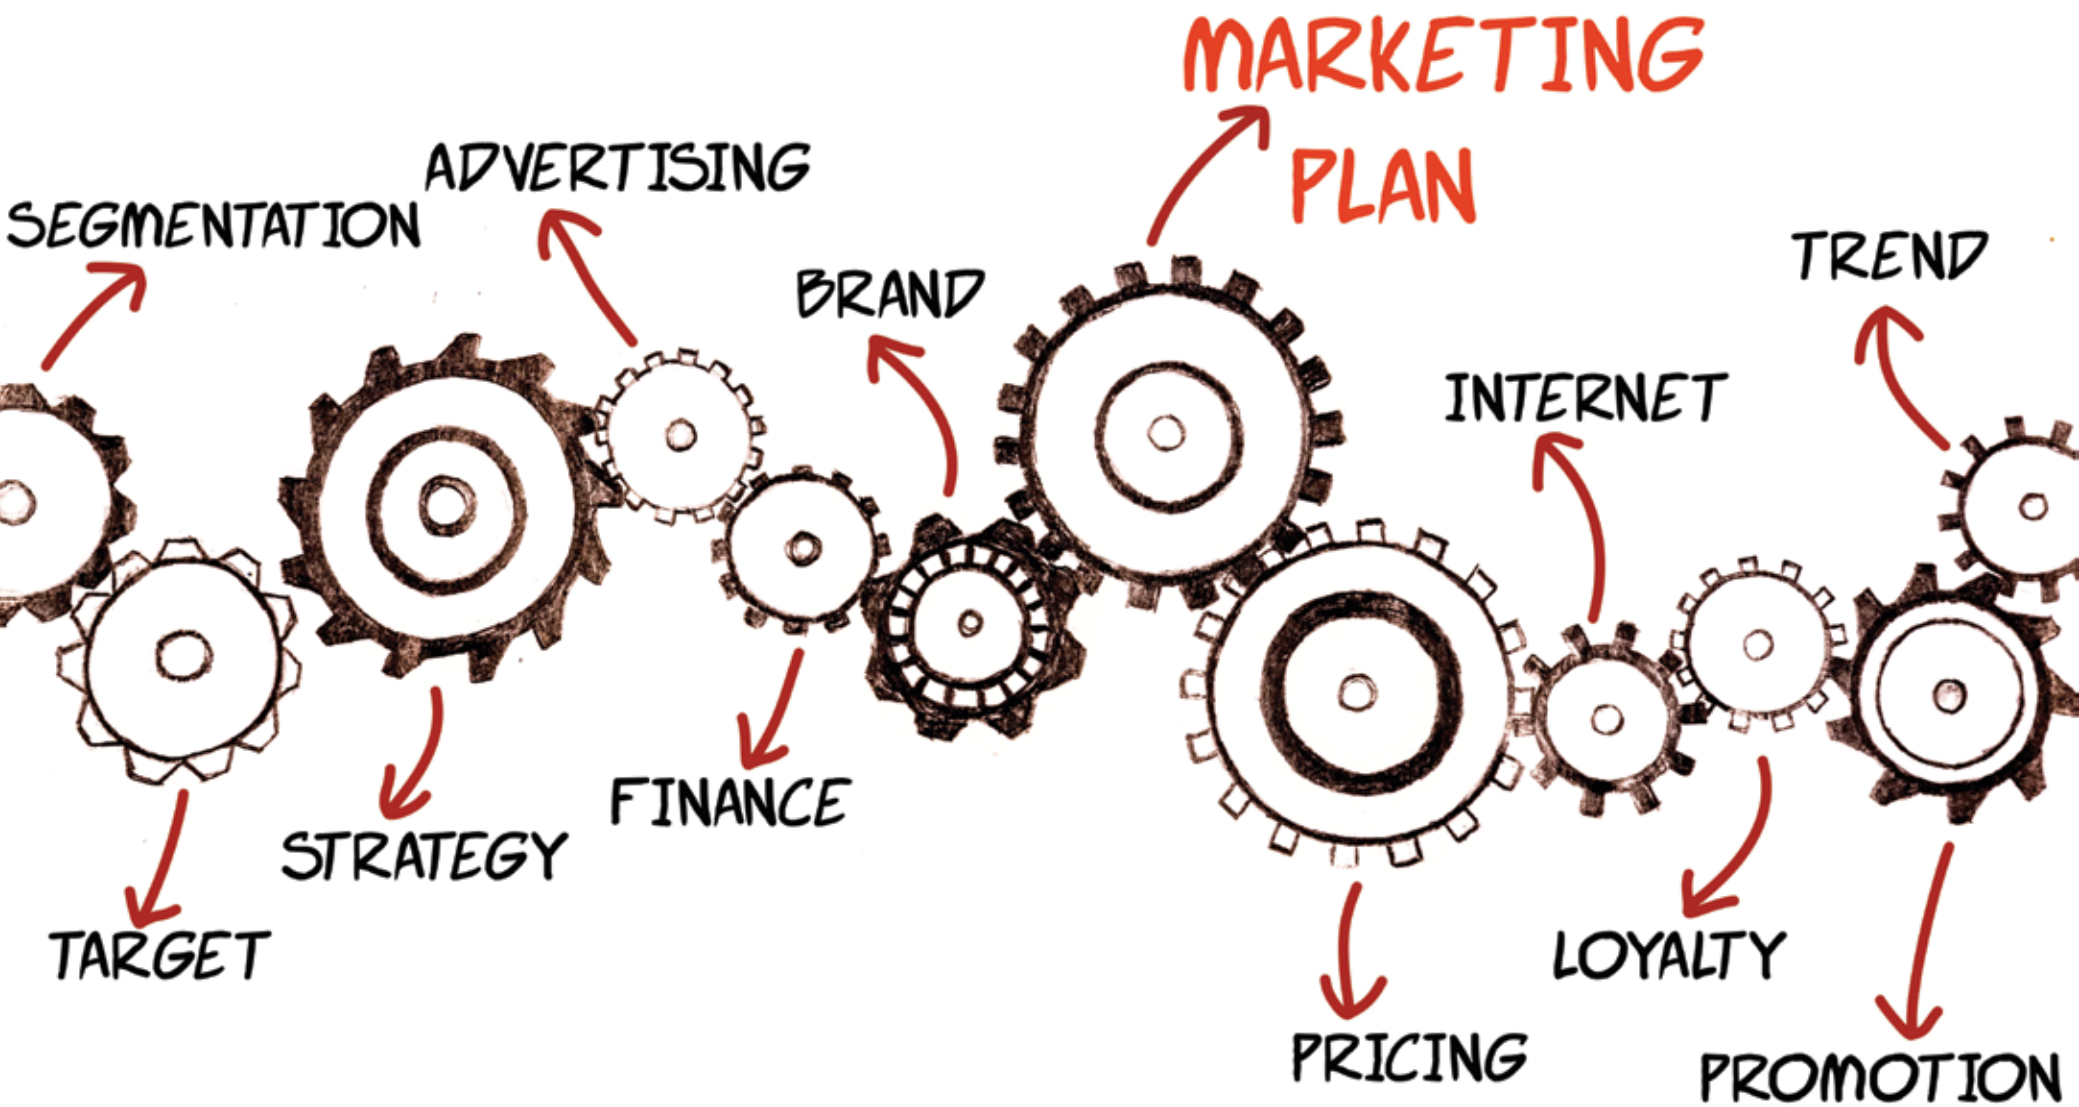 MARKETING
PLAN
ADVERTISING
SEGMENTATION
BRAND
TREND
INTERNET
FINANCE
STRATEGY
TARGET
LOYALTY
PRICING
PROMOTION